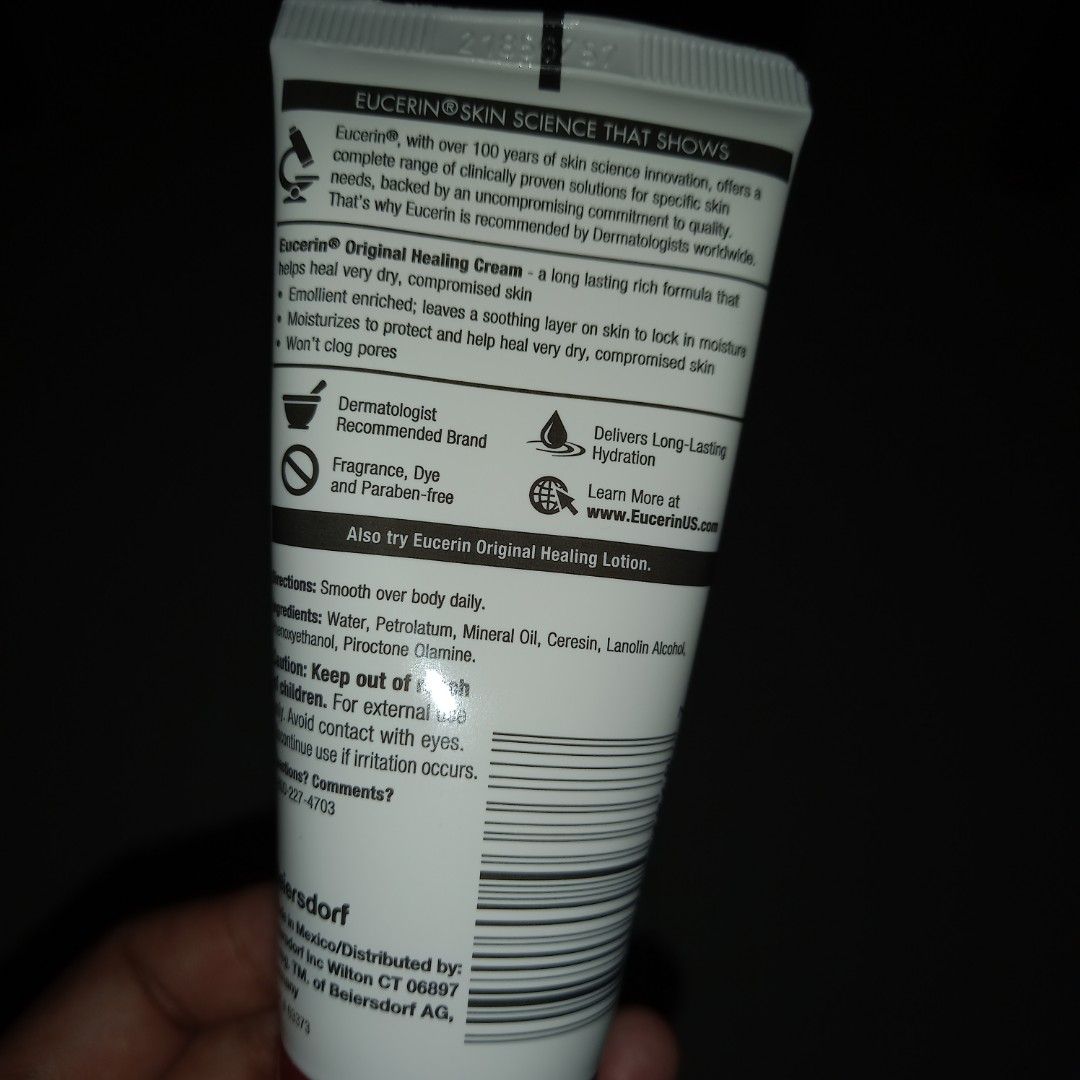 EUCERIN® SKIN SCIENCE THAT SHOWS
Eucerin®, with over 100 years of skin science innovation, offers a
complete range of clinically proven solutions for specific skin
needs, backed by an uncompromising commitment to quality.
That's why Eucerin is recommended by Dermatologists worldwide.
Eucerin® Original Healing Cream - a long lasting rich formula that
helps heal very dry, compromised skin
• Emollient enriched; leaves a soothing layer on skin to lock in moisture
• Moisturizes to protect and help heal very dry, compromised skin
• Won't clog pores
Dermatologist
Recommended Brand
Delivers Long-Lasting
Hydration
Fragrance, Dye
and Paraben-free
Learn More at
www.EucerinUS.com
Also try Eucerin Original Healing Lotion.
Smooth over body daily.
Water, Petrolatum, Mineral Oil, Ceresin, Lanolin Alcohol,
Piroctone Olamine.
Keep out of
children. For external
Avoid contact with eyes.
use if irritation occurs.
Comments?
227-4703
in Mexico/Distributed by:
Inc Wilton CT 06897
TM. of Beiersdorf AG,